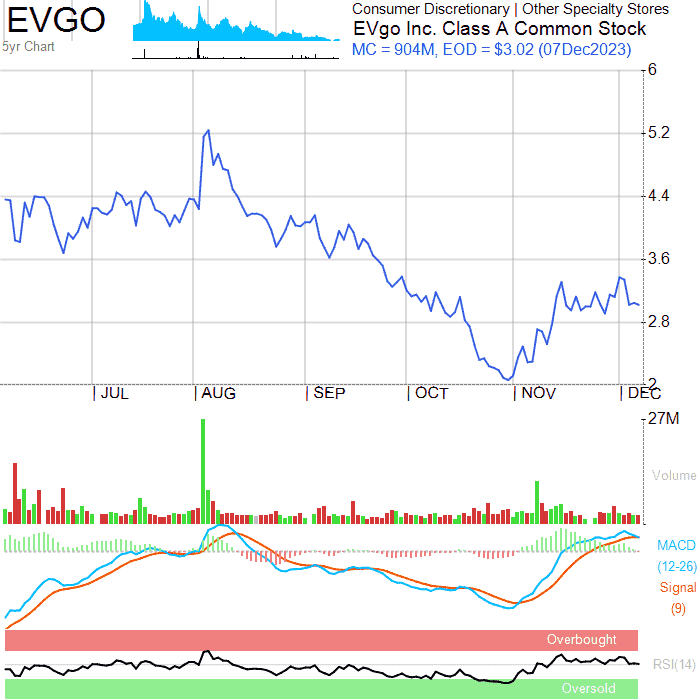 EVGO
5yr Chart
Consumer Discretionary | Other Specialty Stores
EVgo Inc. Class A Common Stock
MC = 904M, EOD = $3.02 (07Dec2023)
6
5.2
4.4
3.6
2.8
2
JUL AUG SEP OCT NOV DEC
27M
Volume
MACD
(12-26)
Signal
(9)
Overbought
RSI(14)
Oversold